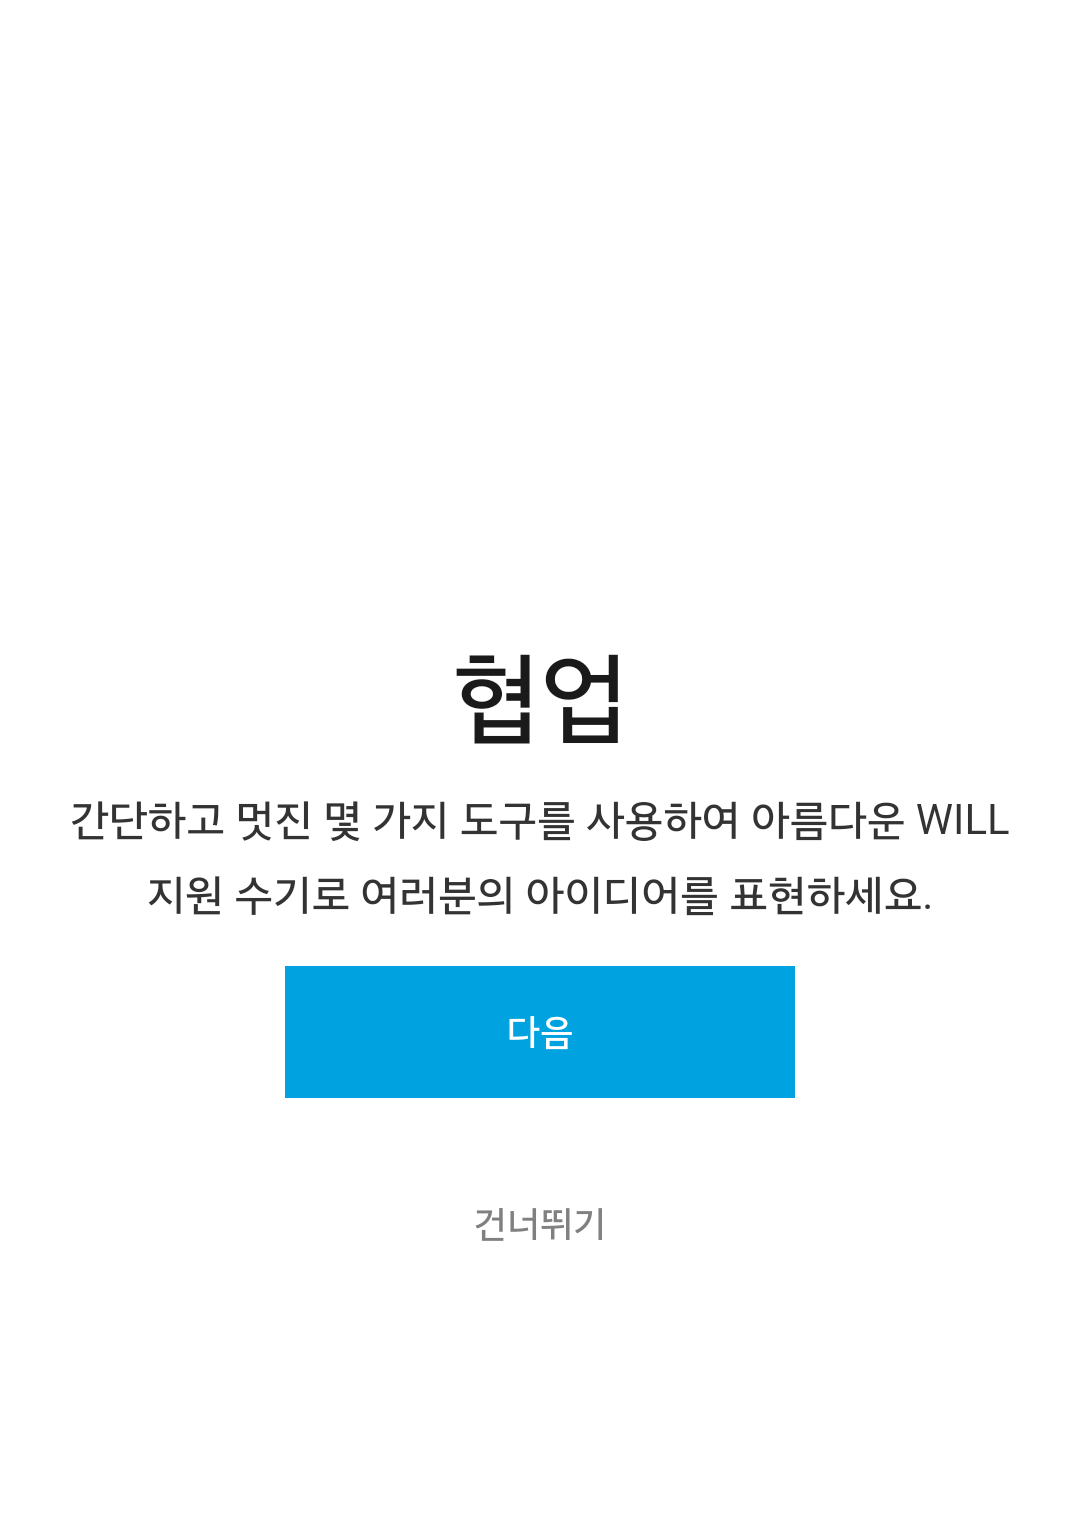 협업
간단하고 멋진 몇 가지 도구를 사용하여 아름다운 WILL
지원 수기로 여러분의 아이디어를 표현하세요.
다음
건너뛰기